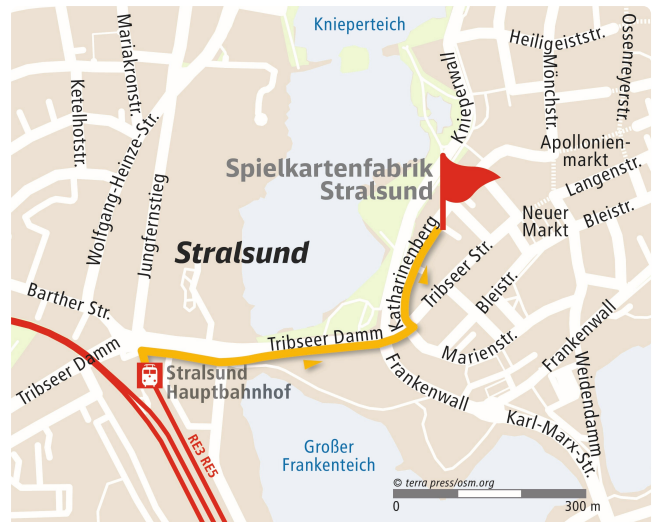 Knieperteich
Mariakronstr.
Ketelhotstr.
Wolfgang-Heinze-Str.
Jungfernstieg
Knieperwall
Heiligeiststr.
Mönchstr.
Ossenreyerstr.
Apollonien-
markt
Spielkartenfabrik
Stralsund
Langenstr.
Neuer
Markt
Bleistr.
Stralsund
Katharinenberg
Tribseer Str.
Bleistr.
Barther Str.
Tribseer Damm
Tribseer Damm
Marienstr.
Frankenwall
Weidendamm
Stralsund
Hauptbahnhof
Frankenwall
Karl-Marx-Str.
RE3 RE5
Großer
Frankenteich
© terra press/osm.org
0 300 m